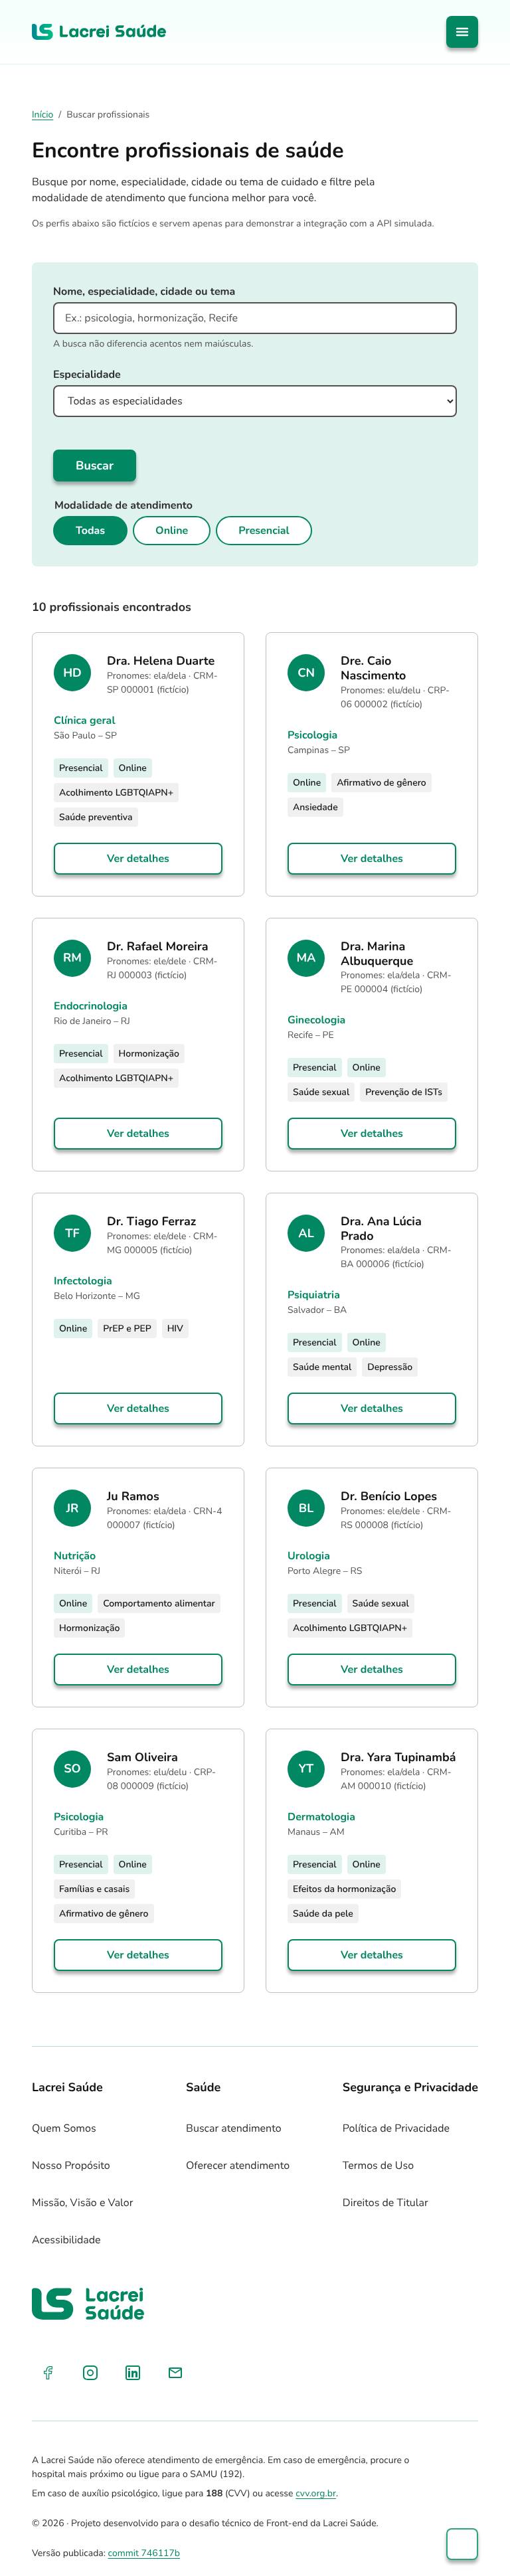 Lacrei Saúde
Início / Buscar profissionais
Encontre profissionais de saúde
Busque por nome, especialidade, cidade ou tema de cuidado e filtre pela
modalidade de atendimento que funciona melhor para você.
Os perfis abaixo são fictícios e servem apenas para demonstrar a integração com a API simulada.
Nome, especialidade, cidade ou tema
Ex.: psicologia, hormonização, Recife
A busca não diferencia acentos nem maiúsculas.
Especialidade
Todas as especialidades
Buscar
Modalidade de atendimento
Todas Online Presencial
10 profissionais encontrados
HD
Dra. Helena Duarte
Pronomes: ela/dela · CRM-
SP 000001 (fictício)
Clínica geral
São Paulo – SP
Presencial Online
Acolhimento LGBTQIAPN+
Saúde preventiva
Ver detalhes
CN
Dre. Caio
Nascimento
Pronomes: elu/delu · CRP-
06 000002 (fictício)
Psicologia
Campinas – SP
Online Afirmativo de gênero
Ansiedade
Ver detalhes
RM
Dr. Rafael Moreira
Pronomes: ele/dele · CRM-
RJ 000003 (fictício)
Endocrinologia
Rio de Janeiro – RJ
Presencial Hormonização
Acolhimento LGBTQIAPN+
Ver detalhes
MA
Dra. Marina
Albuquerque
Pronomes: ela/dela · CRM-
PE 000004 (fictício)
Ginecologia
Recife – PE
Presencial Online
Saúde sexual Prevenção de ISTs
Ver detalhes
TF
Dr. Tiago Ferraz
Pronomes: ele/dele · CRM-
MG 000005 (fictício)
Infectologia
Belo Horizonte – MG
Online PrEP e PEP HIV
Ver detalhes
AL
Dra. Ana Lúcia
Prado
Pronomes: ela/dela · CRM-
BA 000006 (fictício)
Psiquiatria
Salvador – BA
Presencial Online
Saúde mental Depressão
Ver detalhes
JR
Ju Ramos
Pronomes: ela/dela · CRN-4
000007 (fictício)
Nutrição
Niterói – RJ
Online Comportamento alimentar
Hormonização
Ver detalhes
BL
Dr. Benício Lopes
Pronomes: ele/dele · CRM-
RS 000008 (fictício)
Urologia
Porto Alegre – RS
Presencial Saúde sexual
Acolhimento LGBTQIAPN+
Ver detalhes
SO
Sam Oliveira
Pronomes: elu/delu · CRP-
08 000009 (fictício)
Psicologia
Curitiba – PR
Presencial Online
Famílias e casais
Afirmativo de gênero
Ver detalhes
YT
Dra. Yara Tupinambá
Pronomes: ela/dela · CRM-
AM 000010 (fictício)
Dermatologia
Manaus – AM
Presencial Online
Efeitos da hormonização
Saúde da pele
Ver detalhes
Lacrei Saúde
Quem Somos
Nosso Propósito
Missão, Visão e Valor
Acessibilidade
Saúde
Buscar atendimento
Oferecer atendimento
Segurança e Privacidade
Política de Privacidade
Termos de Uso
Direitos de Titular
Lacrei
Saúde
A Lacrei Saúde não oferece atendimento de emergência. Em caso de emergência, procure o
hospital mais próximo ou ligue para o SAMU (192).
Em caso de auxílio psicológico, ligue para 188 (CVV) ou acesse cvv.org.br.
© 2026 · Projeto desenvolvido para o desafio técnico de Front-end da Lacrei Saúde.
Versão publicada: commit 746117b